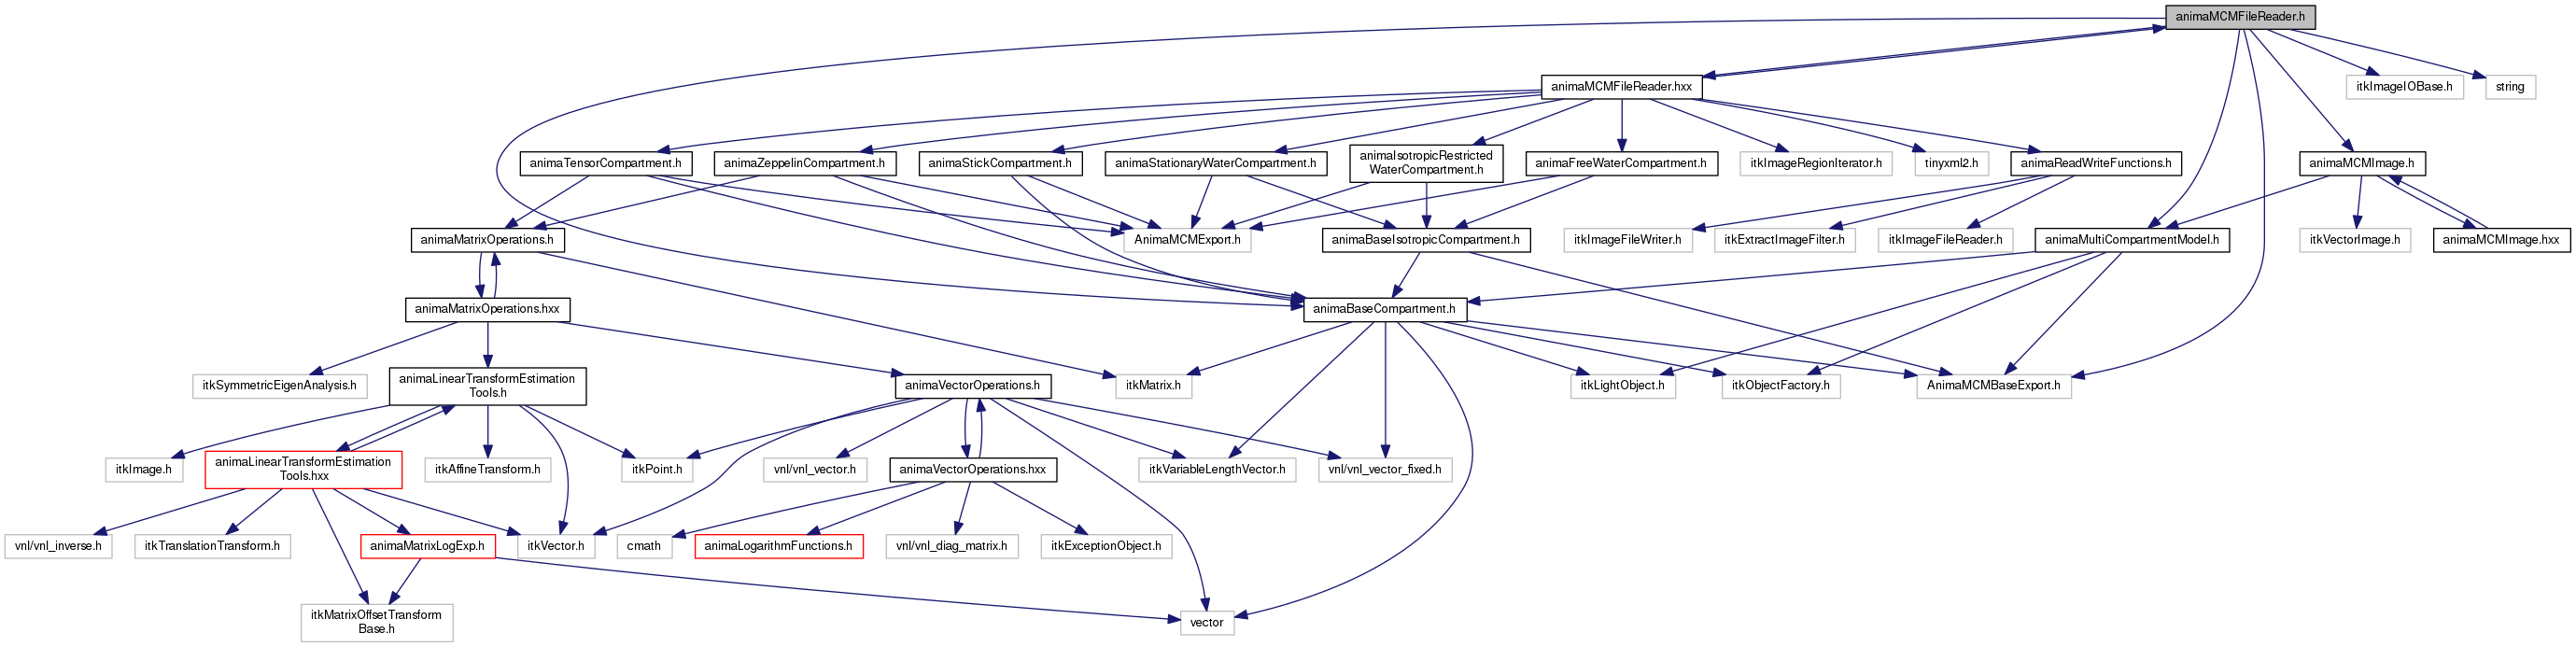 animaMCMFileReader.h
animaMCMFileReader.hxx
itkImageIOBase.h
string
animaTensorCompartment.h
animaZeppelinCompartment.h
animaStickCompartment.h
animaStationaryWaterCompartment.h
animaIsotropicRestricted
WaterCompartment.h
animaFreeWaterCompartment.h
itkImageRegionIterator.h
tinyxml2.h
animaReadWriteFunctions.h
animaMCMImage.h
animaMatrixOperations.h
AnimaMCMExport.h
animaBaseIsotropicCompartment.h
itkImageFileWriter.h
itkExtractImageFilter.h
itkImageFileReader.h
animaMultiCompartmentModel.h
itkVectorImage.h
animaMCMImage.hxx
animaMatrixOperations.hxx
animaBaseCompartment.h
itkSymmetricEigenAnalysis.h
animaLinearTransformEstimation
Tools.h
animaVectorOperations.h
itkMatrix.h
itkLightObject.h
itkObjectFactory.h
AnimaMCMBaseExport.h
itkImage.h
animaLinearTransformEstimation
Tools.hxx
itkAffineTransform.h
itkPoint.h
vnl/vnl_vector.h
animaVectorOperations.hxx
itkVariableLengthVector.h
vnl/vnl_vector_fixed.h
vnl/vnl_inverse.h
itkTranslationTransform.h
animaMatrixLogExp.h
itkVector.h
cmath
animaLogarithmFunctions.h
vnl/vnl_diag_matrix.h
itkExceptionObject.h
itkMatrixOffsetTransform
Base.h
vector